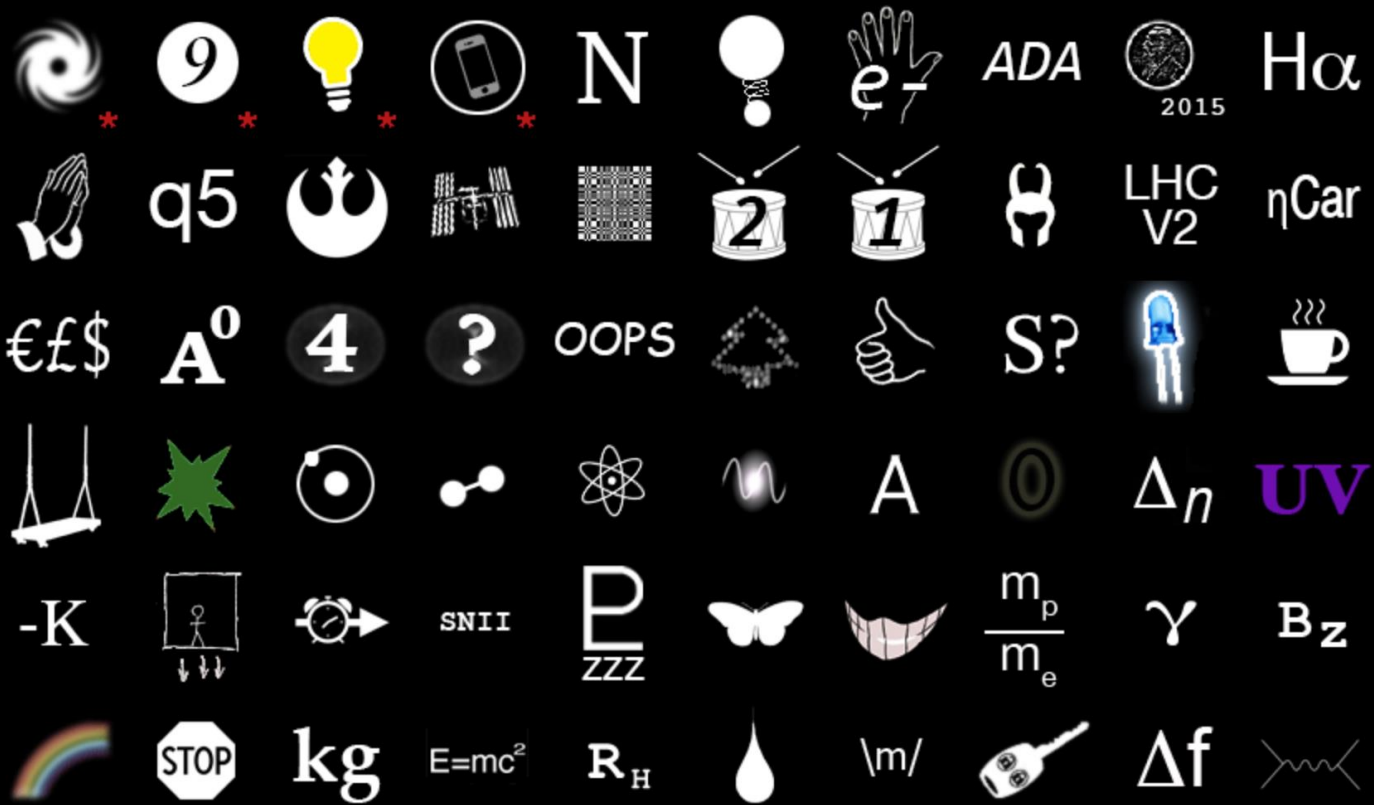 9
N
e-
ADA
2015
Hα
q5
2
1
LHC
V2
ηCar
€£$
A⁰
4
?
OOPS
S?
A
0
Δn
UV
-K
SNII
P
ZZZ
mp
me
γ
Bz
STOP
kg
E=mc²
RH
\m/
Δf